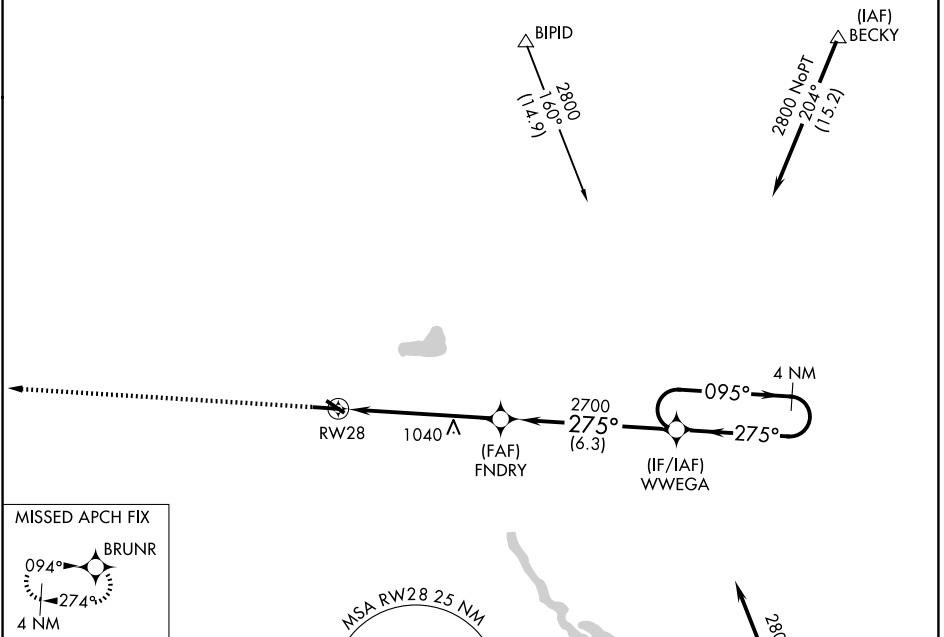 BIPID
2800
160°
(14.9)
(IAF)
BECKY
2800 NoPT
204°
(15.2)
4 NM
095°
275°
2700
275°
(6.3)
RW28
1040
(FAF)
FNDRY
(IF/IAF)
WWEGA
MISSED APCH FIX
BRUNR
094°
274°
4 NM
MSA RW28 25 NM